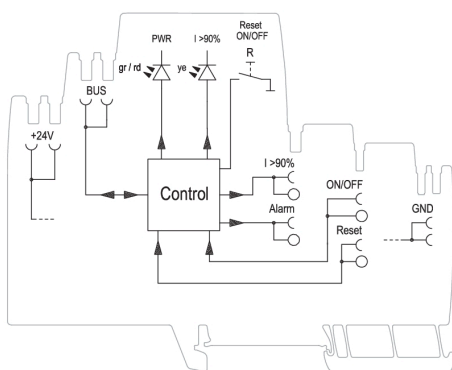 PWR
I >90%
Reset
ON/OFF
R
gr / rd
ye
BUS
+24V
Control
I >90%
Alarm
ON/OFF
Reset
GND